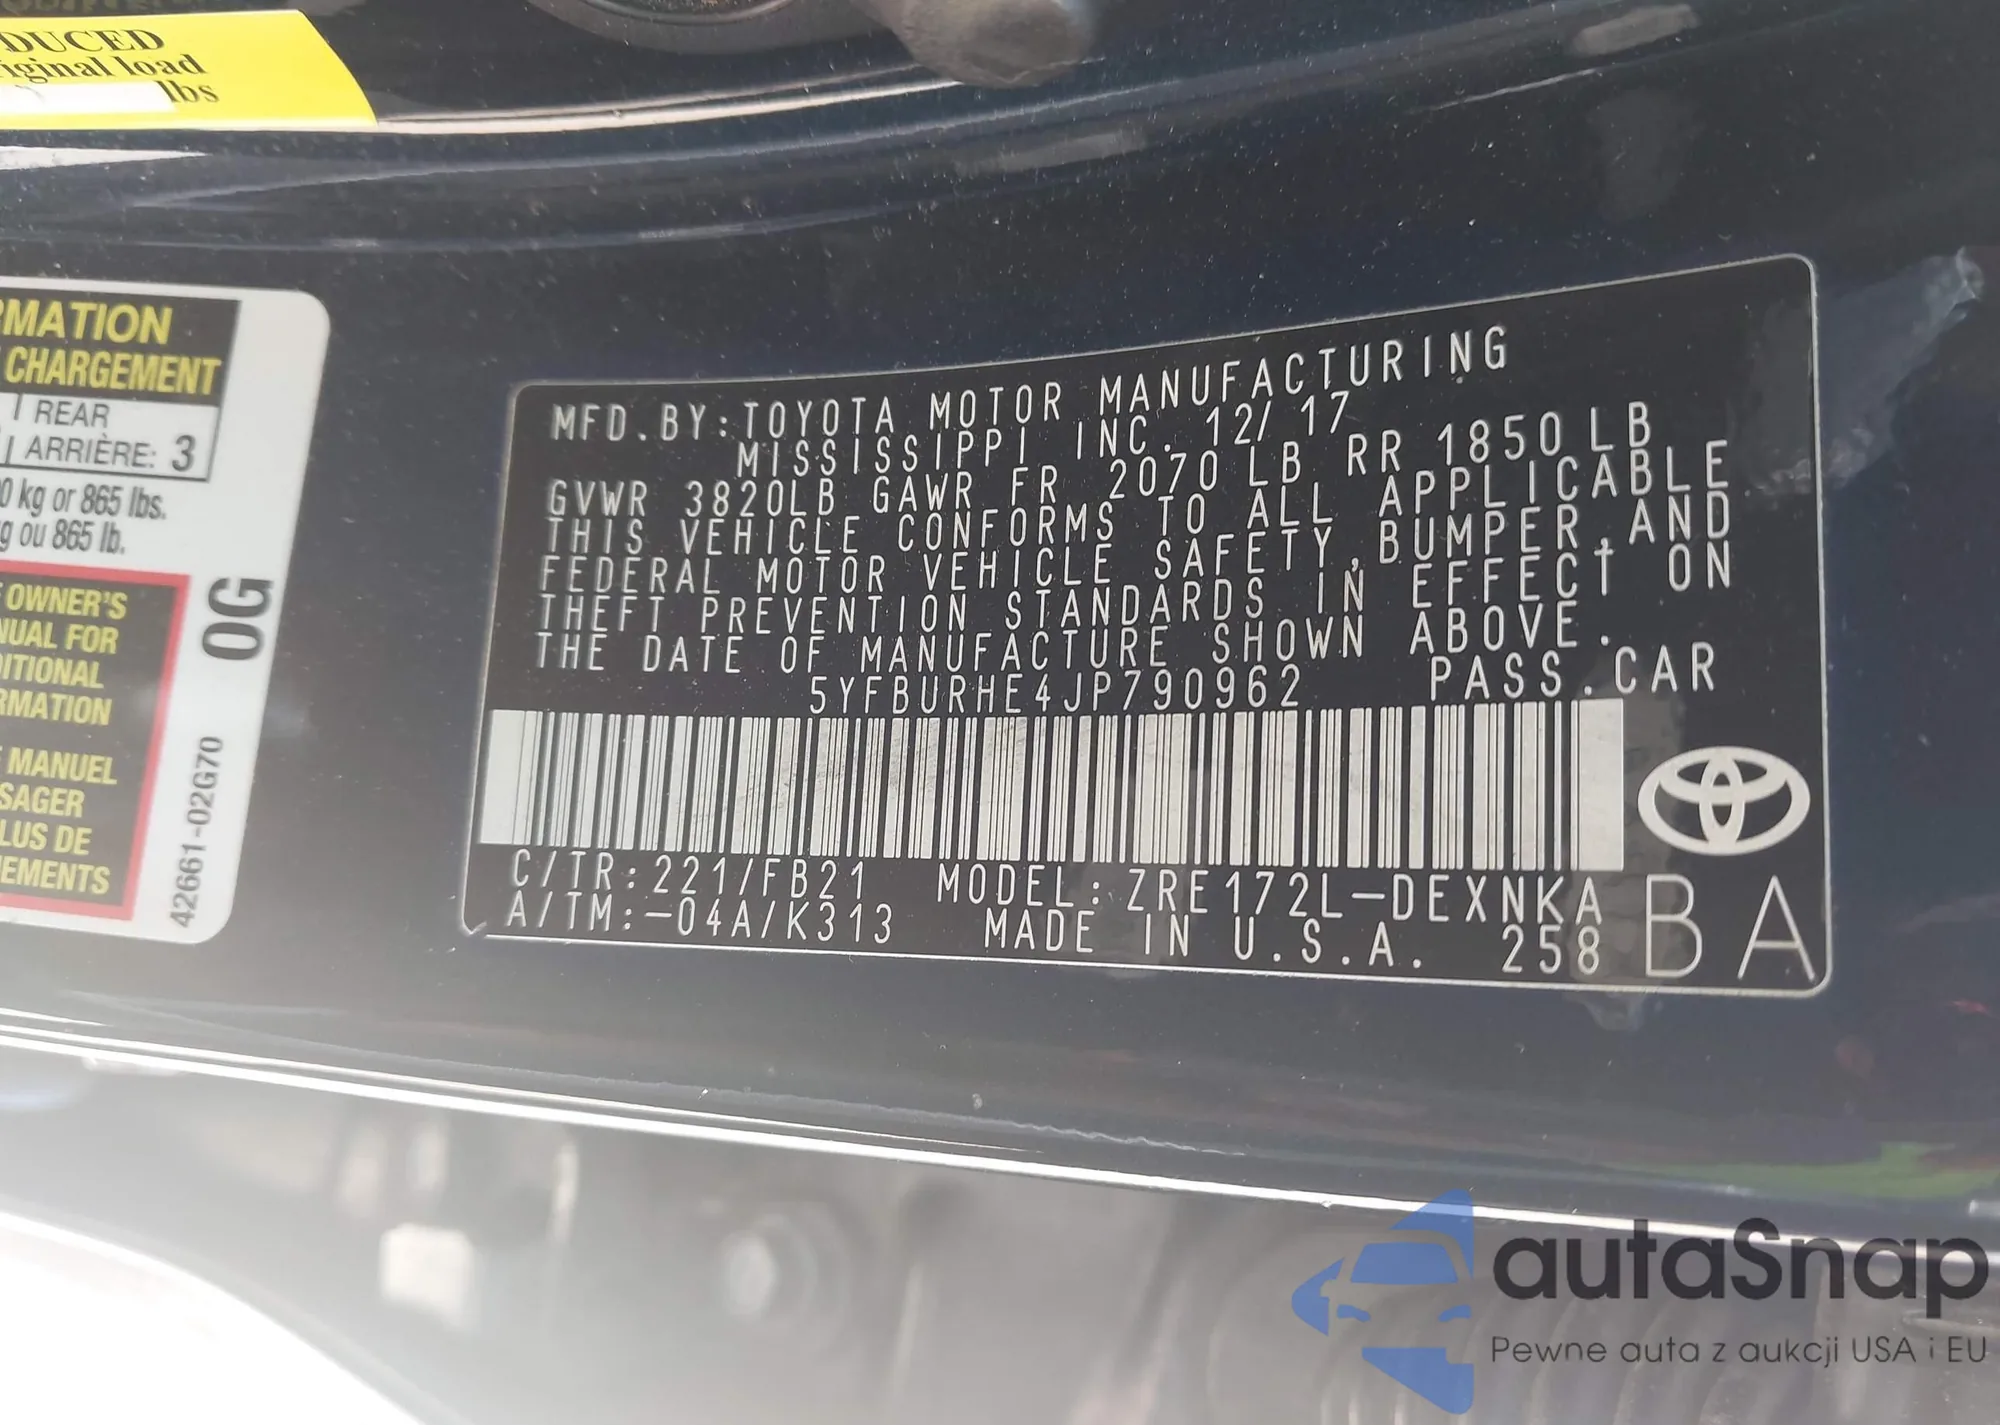 DUCED
iginal load
lbs
RMATION
CHARGEMENT
REAR
ARRIÈRE: 3
0 kg or 865 lbs.
g ou 865 lb.
OWNER'S
NUAL FOR
DITIONAL
RMATION
MANUEL
SAGER
LUS DE
EMENTS
0G
42661-02G70
MFD.BY:TOYOTA MOTOR MANUFACTURING
MISSISSIPPI INC. 12/17
GVWR 3820LB GAWR FR 2070LB RR 1850LB
THIS VEHICLE CONFORMS TO ALL APPLICABLE
FEDERAL MOTOR VEHICLE SAFETY,BUMPER,AND
THEFT PREVENTION STANDARDS IN EFFECT ON
THE DATE OF MANUFACTURE SHOWN ABOVE.
5YFBURHE4JP790962 PASS.CAR
C/TR:221/FB21 MODEL:ZRE172L-DEXNKA
A/TM:-04A/K313 MADE IN U.S.A. 258
BA
autaSnap
Pewne auta z aukcji USA i EU